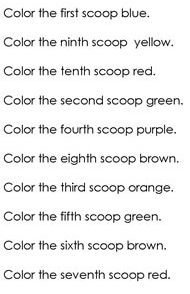 Color the first scoop blue.
Color the ninth scoop  yellow.
Color the tenth scoop red.
Color the second scoop green.
Color the fourth scoop purple.
Color the eighth scoop brown.
Color the third scoop orange.
Color the fifth scoop green.
Color the sixth scoop brown.
Color the seventh scoop red.